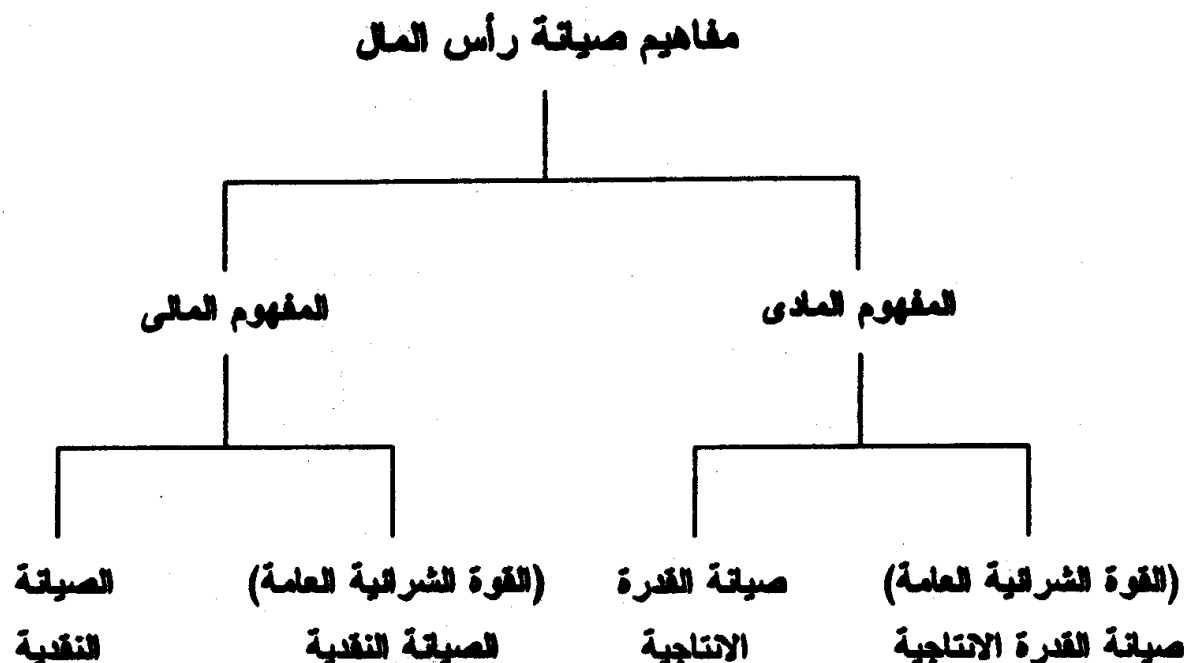 مفاهيم صيانة رأس المال
المفهوم المادى
المفهوم المالى
(القوة الشرائية العامة)
صيانة القدرة الانتاجية
صيانة القدرة
الانتاجية
(القوة الشرائية العامة)
الصيانة النقدية
الصيانة
النقدية